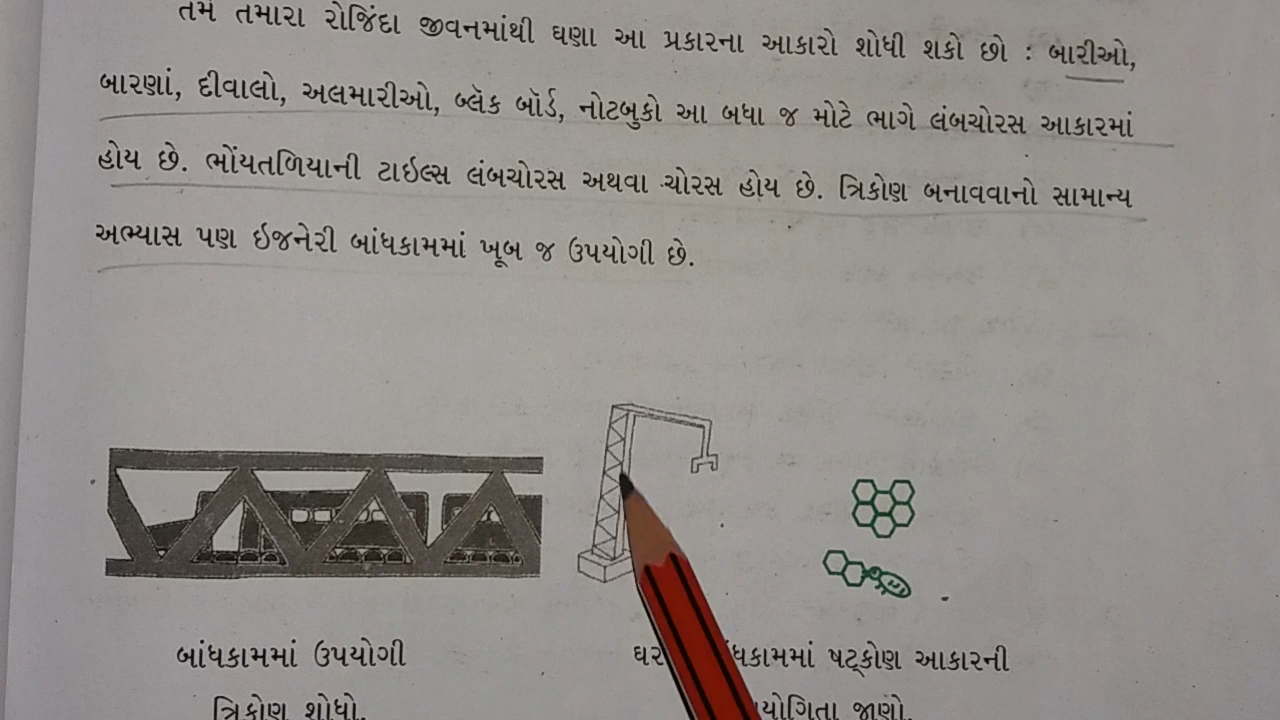 તમે તમારા રોજિંદા જીવનમાંથી ઘણા આ પ્રકારના આકારો શોધી શકો છો : બારીઓ,
બારણાં, દીવાલો, અલમારીઓ, બ્લૅક બૉર્ડ, નોટબુકો આ બધા જ મોટે ભાગે લંબચોરસ આકારમાં
હોય છે. ભોંયતળિયાની ટાઇલ્સ લંબચોરસ અથવા ચોરસ હોય છે. ત્રિકોણ બનાવવાનો સામાન્ય
અભ્યાસ પણ ઇજનેરી બાંધકામમાં ખૂબ જ ઉપયોગી છે.
બાંધકામમાં ઉપયોગી
ત્રિકોણ શોધો.
ષટ્કોણ આકારની
જાણો.